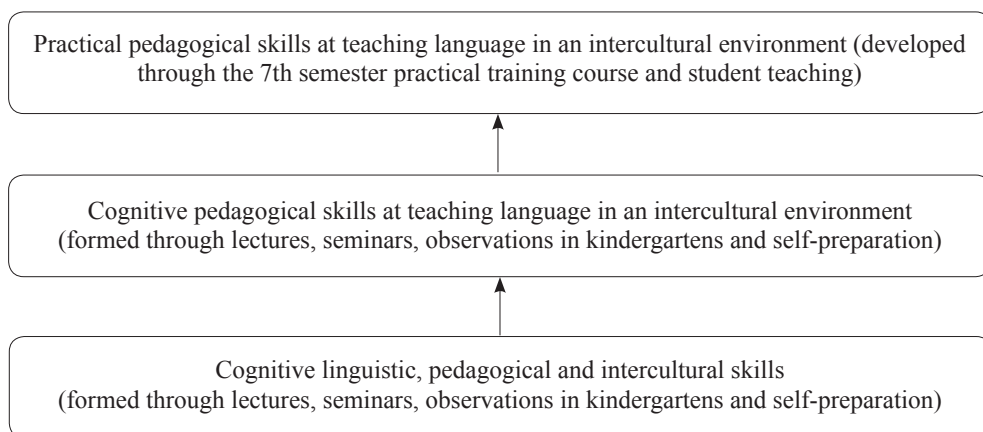 Practical pedagogical skills at teaching language in an intercultural environment (developed
through the 7th semester practical training course and student teaching)
Cognitive pedagogical skills at teaching language in an intercultural environment
(formed through lectures, seminars, observations in kindergartens and self-preparation)
Cognitive linguistic, pedagogical and intercultural skills
(formed through lectures, seminars, observations in kindergartens and self-preparation)